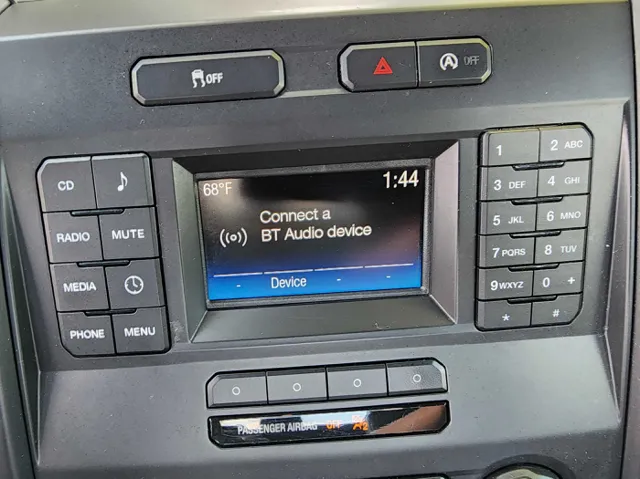 OFF
A OFF
CD
RADIO MUTE
MEDIA
PHONE MENU
68°F 1:44
Connect a
BT Audio device
- Device - -
1 2 ABC
3 DEF 4 GHI
5 JKL 6 MNO
7 PQRS 8 TUV
9 WXYZ 0 +
* #
PASSENGER AIRBAG